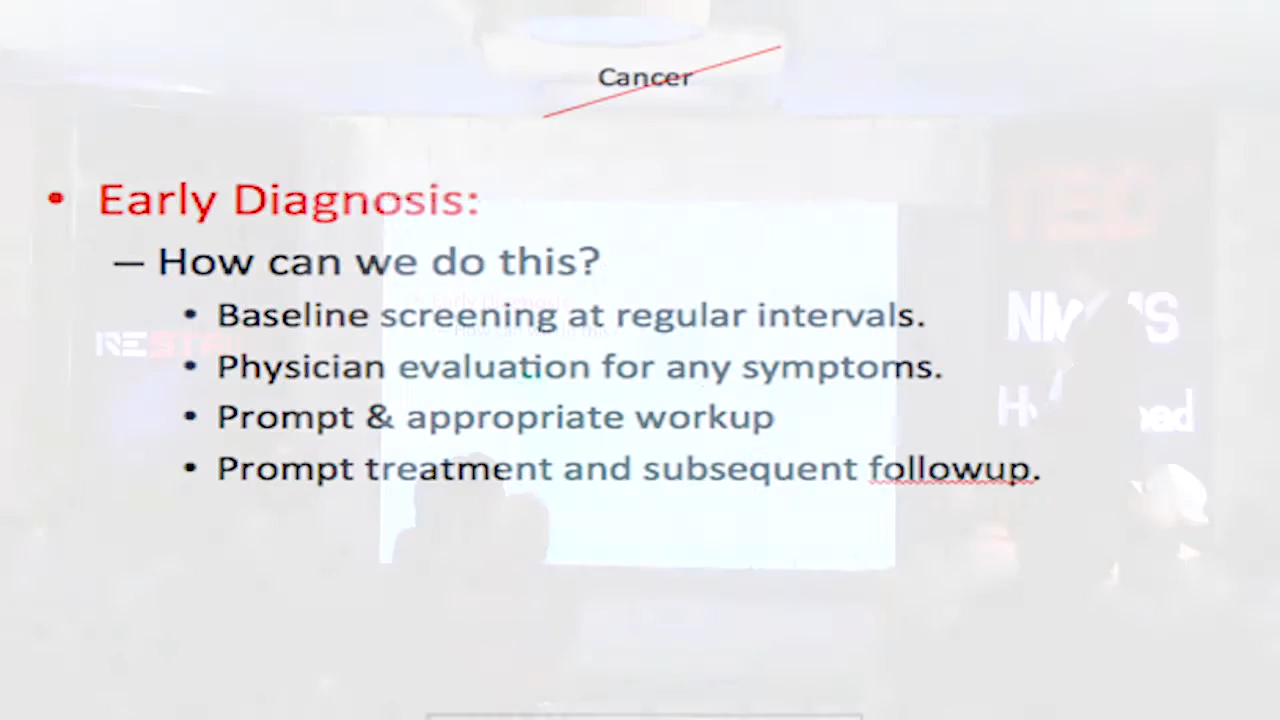 Cancer
• Early Diagnosis:
– How can we do this?
• Baseline screening at regular intervals.
• Physician evaluation for any symptoms.
• Prompt & appropriate workup
• Prompt treatment and subsequent followup.